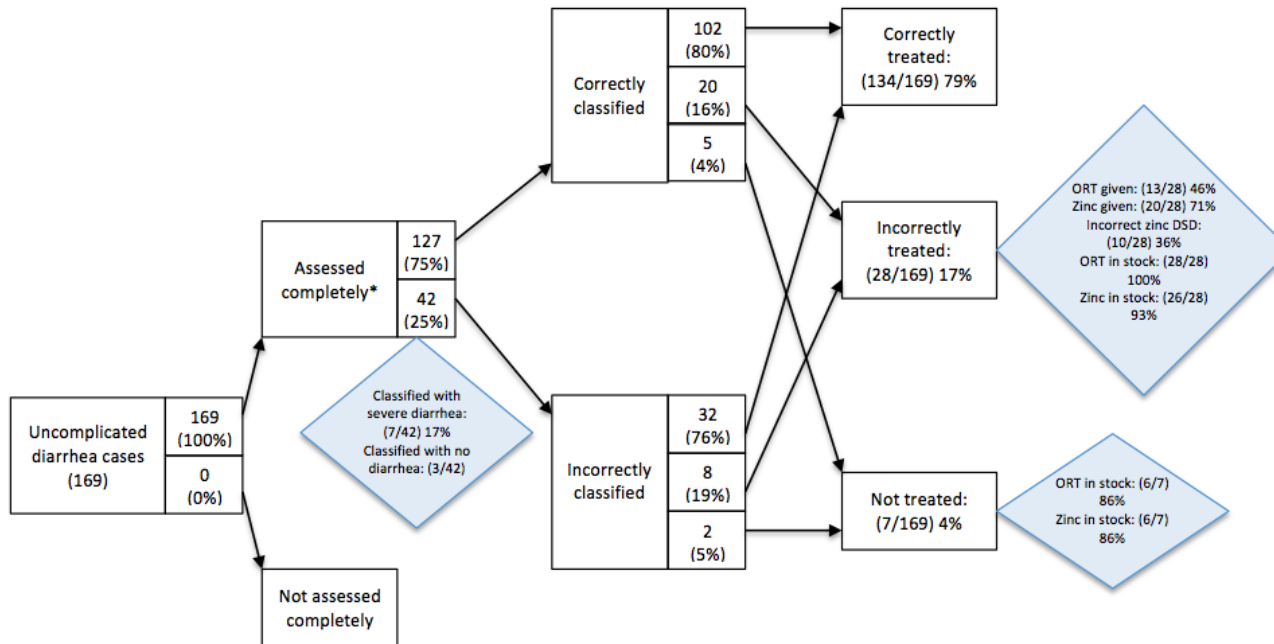 Uncomplicated
diarrhea cases
(169)
169
(100%)
0
(0%)
Assessed
completely*
127
(75%)
42
(25%)
Classified with
severe diarrhea:
(7/42) 17%
Classified with no
diarrhea: (3/42)
Not assessed
completely
Correctly
classified
102
(80%)
20
(16%)
5
(4%)
Incorrectly
classified
32
(76%)
8
(19%)
2
(5%)
Correctly
treated:
(134/169) 79%
Incorrectly
treated:
(28/169) 17%
ORT given: (13/28) 46%
Zinc given: (20/28) 71%
Incorrect zinc DSD:
(10/28) 36%
ORT in stock: (28/28)
100%
Zinc in stock: (26/28)
93%
Not treated:
(7/169) 4%
ORT in stock: (6/7)
86%
Zinc in stock: (6/7)
86%